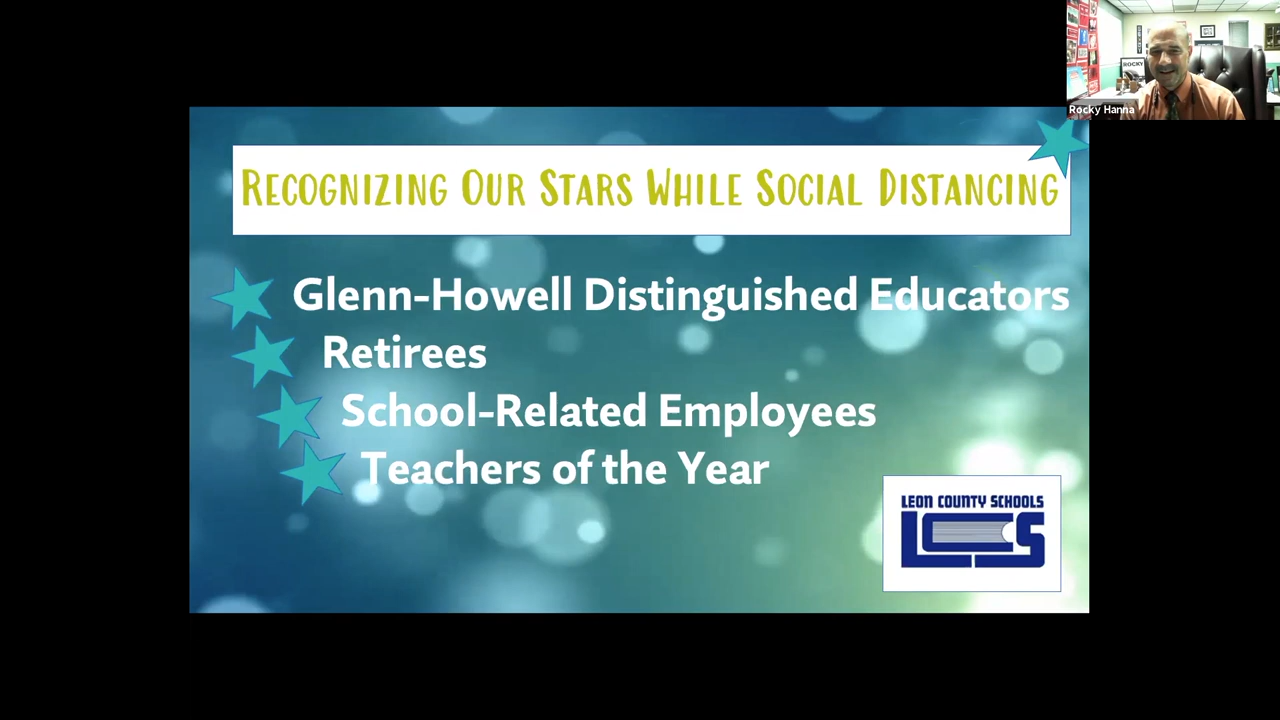 ROCKY
Rocky Hanna
RECOGNIZING OUR STARS WHILE SOCIAL DISTANCING
Glenn-Howell Distinguished Educators
Retirees
School-Related Employees
Teachers of the Year
LEON COUNTY SCHOOLS
LCS